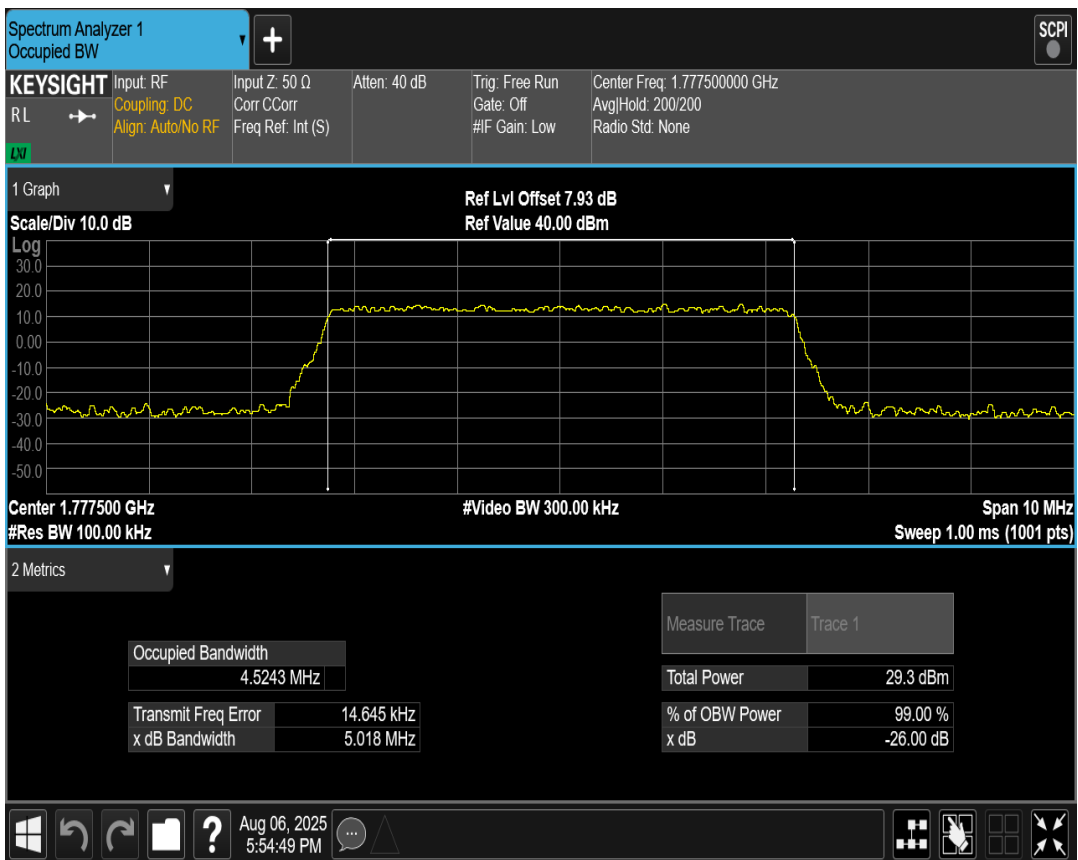 Spectrum Analyzer 1
Occupied BW
SCPI
KEYSIGHT
R L
LXI
Input: RF
Coupling: DC
Align: Auto/No RF
Input Z: 50 Ω
Corr CCorr
Freq Ref: Int (S)
Atten: 40 dB
Trig: Free Run
Gate: Off
#IF Gain: Low
Center Freq: 1.777500000 GHz
Avg|Hold: 200/200
Radio Std: None
1 Graph
Scale/Div 10.0 dB
Ref Lvl Offset 7.93 dB
Ref Value 40.00 dBm
Log
30.0
20.0
10.0
0.00
-10.0
-20.0
-30.0
-40.0
-50.0
Center 1.777500 GHz
#Video BW 300.00 kHz
Span 10 MHz
#Res BW 100.00 kHz
Sweep 1.00 ms (1001 pts)
2 Metrics
Measure Trace Trace 1
Occupied Bandwidth
4.5243 MHz
Total Power 29.3 dBm
Transmit Freq Error 14.645 kHz
% of OBW Power 99.00 %
x dB Bandwidth 5.018 MHz
x dB -26.00 dB
?
Aug 06, 2025
5:54:49 PM